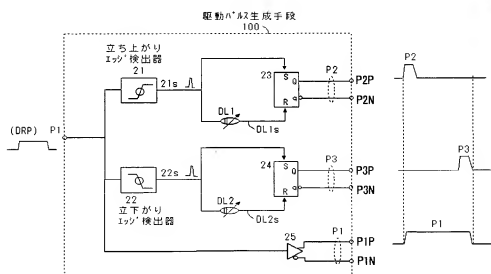 駆動パルス生成手段
100
立ち上がり
エッジ検出器
21
21s
23
S
Q
R
P2
P2P
P2N
DL1
DL1s
P2
(DRP)
P1
22s
24
S
Q
R
P3
P3P
P3N
DL2
DL2s
P3
22
立下がり
エッジ検出器
25
P1
P1P
P1N
P1